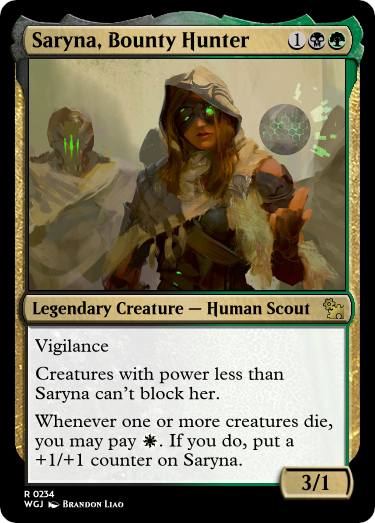 Saryna, Bounty Hunter 1
Legendary Creature — Human Scout
Vigilance
Creatures with power less than
Saryna can't block her.
Whenever one or more creatures die,
you may pay . If you do, put a
+1/+1 counter on Saryna.
3/1
R 0234
WGJ Brandon Liao